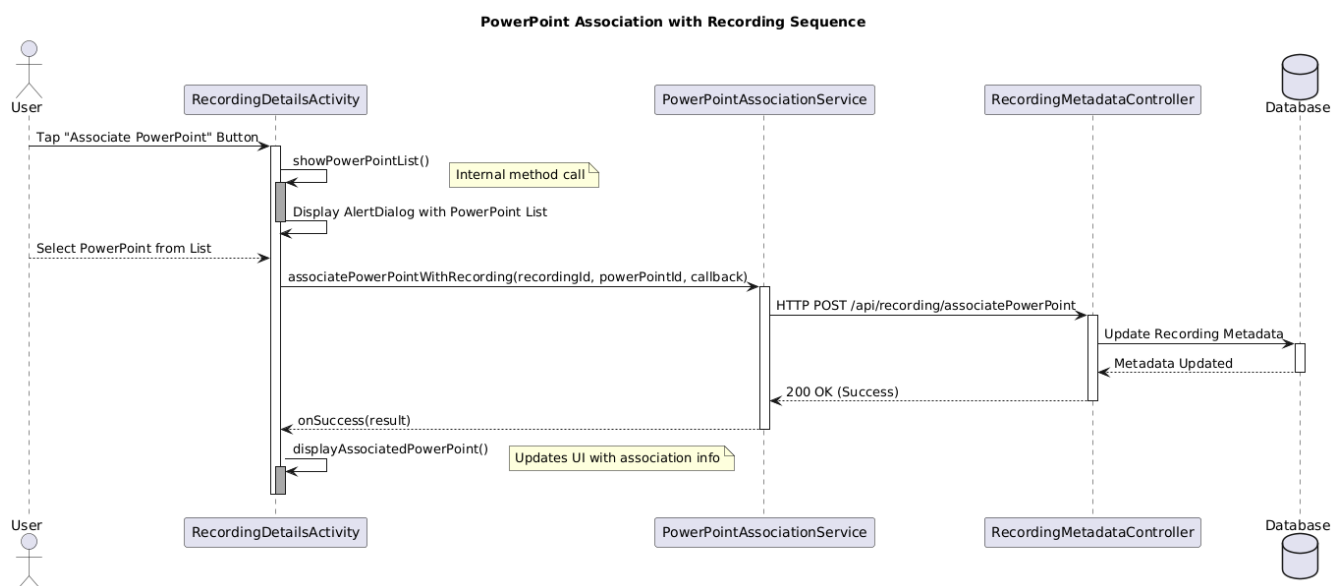 PowerPoint Association with Recording Sequence
User
RecordingDetailsActivity
PowerPointAssociationService
RecordingMetadataController
Database
Tap "Associate PowerPoint" Button
showPowerPointList()
Internal method call
Display AlertDialog with PowerPoint List
Select PowerPoint from List
associatePowerPointWithRecording(recordingId, powerPointId, callback)
HTTP POST /api/recording/associatePowerPoint
Update Recording Metadata
Metadata Updated
200 OK (Success)
onSuccess(result)
displayAssociatedPowerPoint()
Updates UI with association info
User
RecordingDetailsActivity
PowerPointAssociationService
RecordingMetadataController
Database